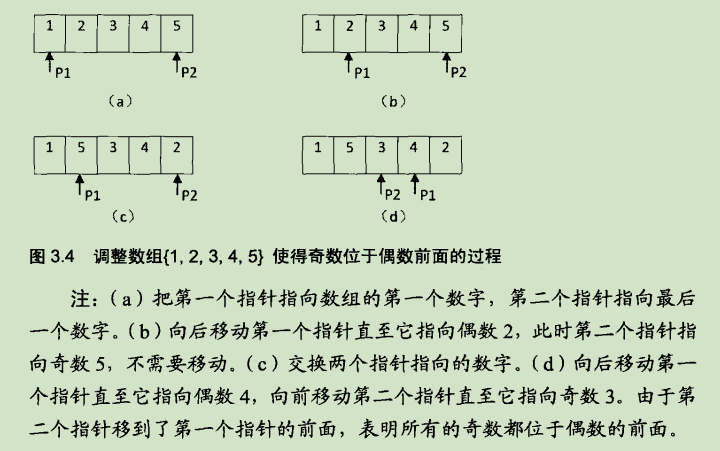 1 2 3 4 5
P1 P2
(a)
1 2 3 4 5
P1 P2
(b)
1 5 3 4 2
P1 P2
(c)
1 5 3 4 2
P2 P1
(d)
图 3.4 调整数组{1, 2, 3, 4, 5} 使得奇数位于偶数前面的过程
注：（a）把第一个指针指向数组的第一个数字，第二个指针指向最后
一个数字。（b）向后移动第一个指针直至它指向偶数 2，此时第二个指针指
向奇数 5，不需要移动。（c）交换两个指针指向的数字。（d）向后移动第一
个指针直至它指向偶数 4，向前移动第二个指针直至它指向奇数 3。由于第
二个指针移到了第一个指针的前面，表明所有的奇数都位于偶数的前面。